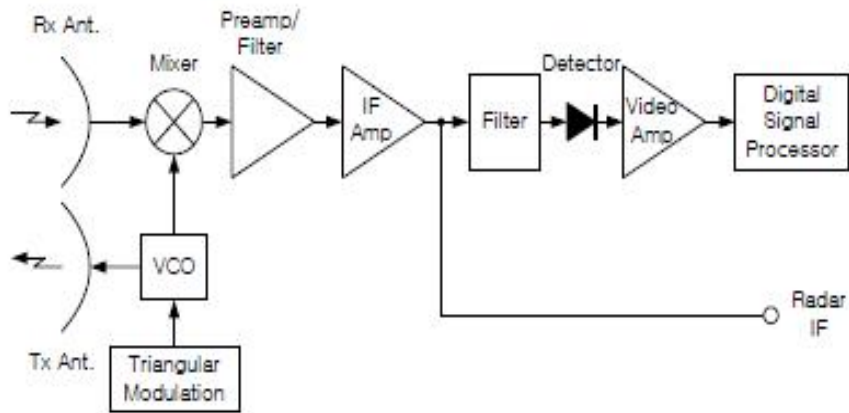 Rx Ant.
Preamp/
Filter
Mixer
IF
Amp
Filter
Detector
Video
Amp
Digital
Signal
Processor
VCO
Tx Ant.
Triangular
Modulation
Radar
IF